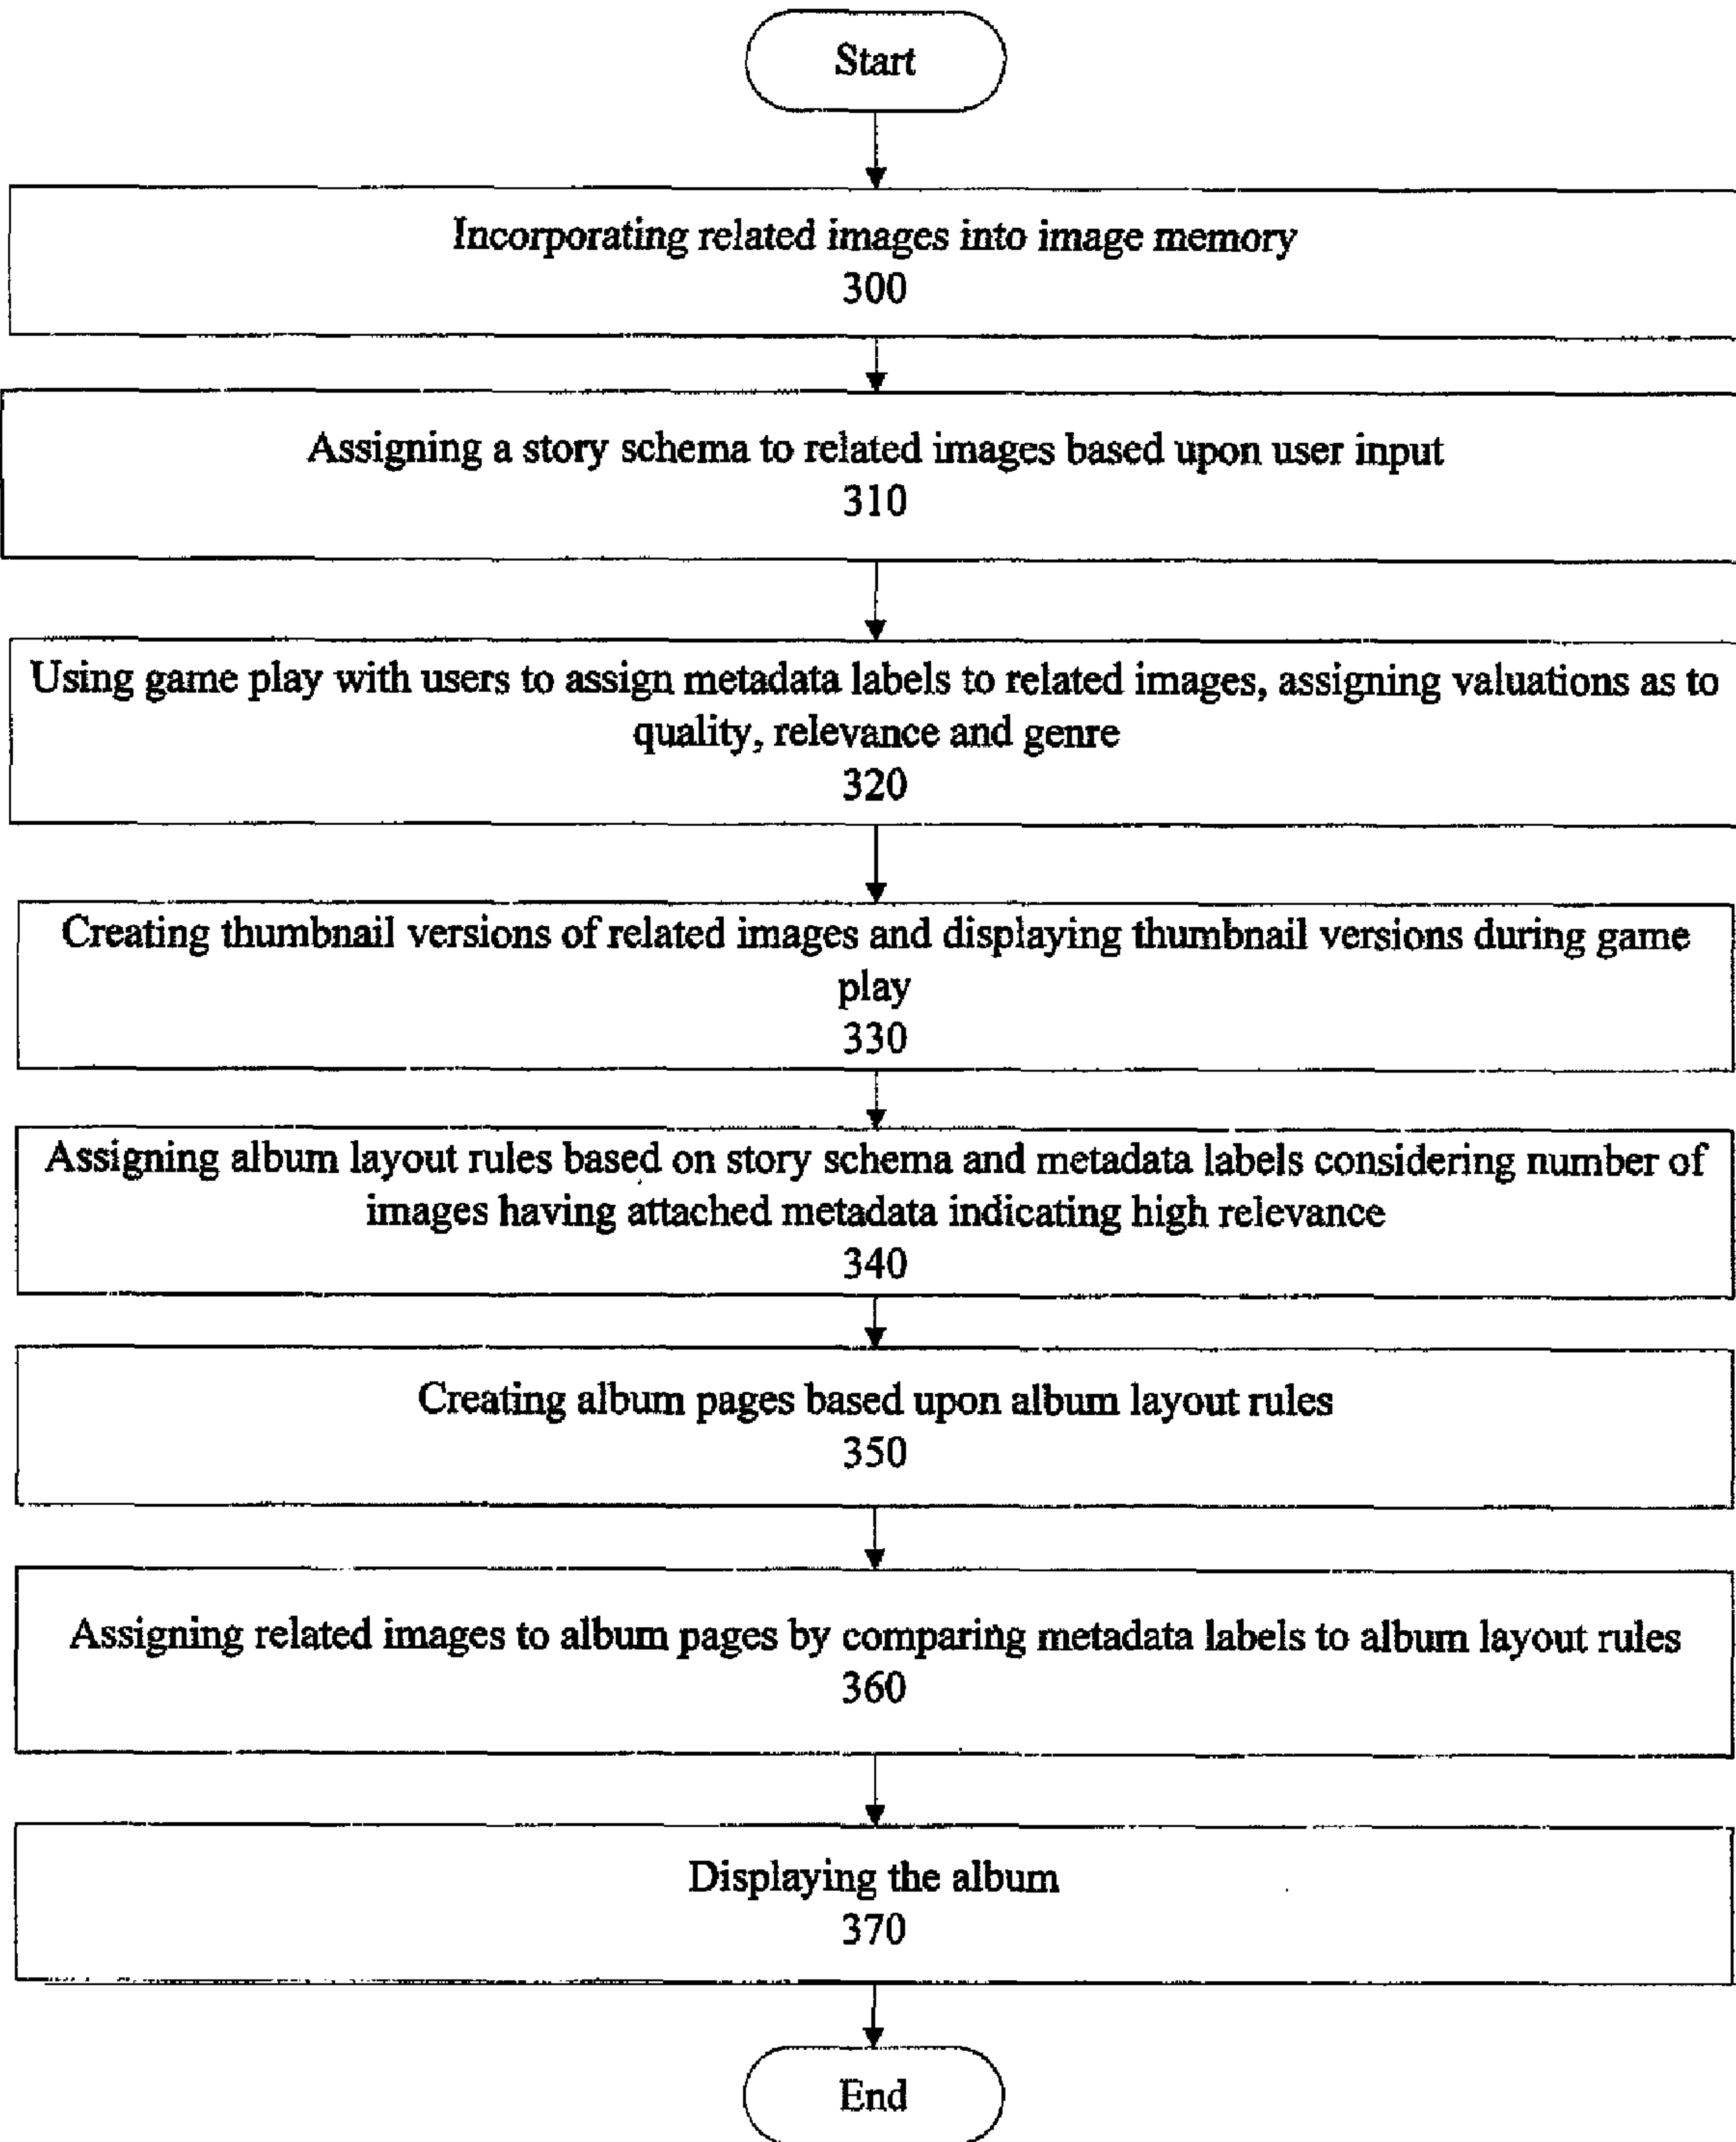 Start
Incorporating related images into image memory
300
Assigning a story schema to related images based upon user input
310
Using game play with users to assign metadata labels to related images, assigning valuations as to
quality, relevance and genre
320
Creating thumbnail versions of related images and displaying thumbnail versions during game
play
330
Assigning album layout rules based on story schema and metadata labels considering number of
images having attached metadata indicating high relevance
340
Creating album pages based upon album layout rules
350
Assigning related images to album pages by comparing metadata labels to album layout rules
360
Displaying the album
370
End